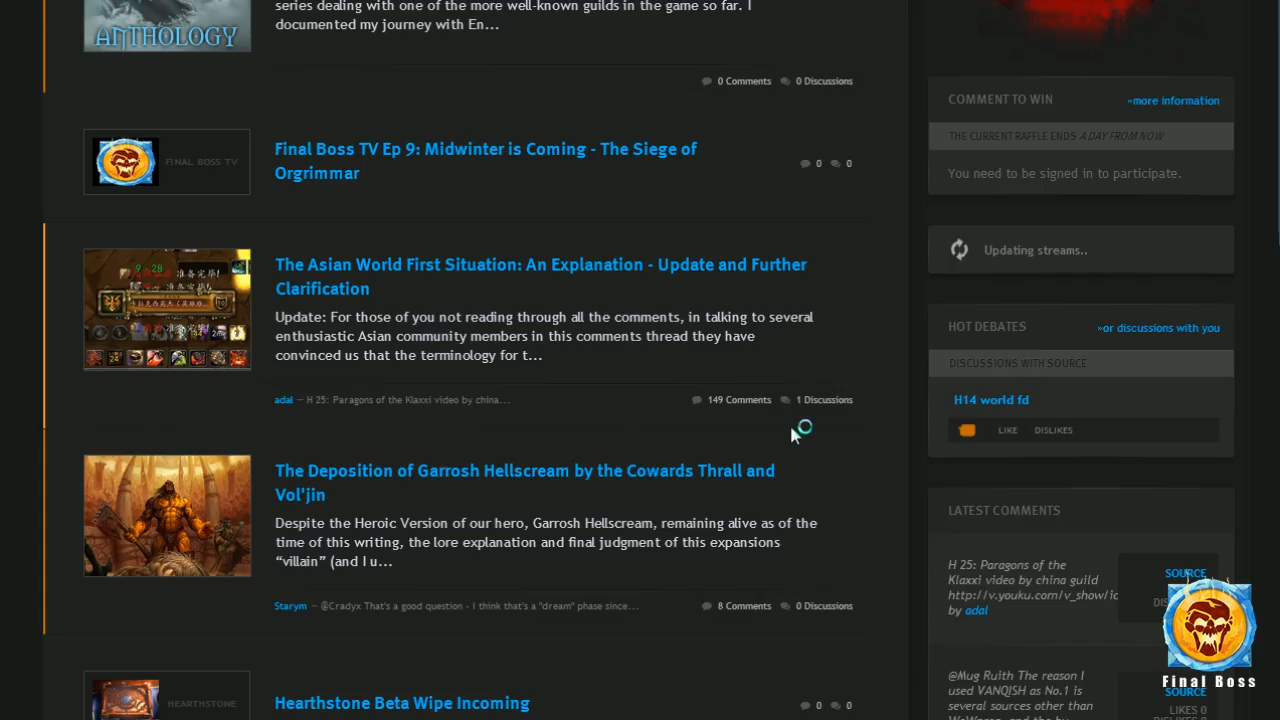 ANTHOLOGY
series dealing with one of the more well-known guilds in the game so far. I
documented my journey with En...
0 Comments 0 Discussions
FINAL BOSS TV
Final Boss TV Ep 9: Midwinter is Coming - The Siege of
Orgrimmar
0 0
9 28
准备完毕!
The Asian World First Situation: An Explanation - Update and Further
Clarification
Update: For those of you not reading through all the comments, in talking to several
enthusiastic Asian community members in this comments thread they have
convinced us that the terminology for t...
adal — H 25: Paragons of the Klaxxi video by china...
149 Comments 1 Discussions
The Deposition of Garrosh Hellscream by the Cowards Thrall and
Vol'jin
Despite the Heroic Version of our hero, Garrosh Hellscream, remaining alive as of the
time of this writing, the lore explanation and final judgment of this expansions
“villain” (and I u...
Starym — @Cradyx That's a good question - I think that's a "dream" phase since...
8 Comments 0 Discussions
HEARTHSTONE
Hearthstone Beta Wipe Incoming
0 0
COMMENT TO WIN
»more information
THE CURRENT RAFFLE ENDS A DAY FROM NOW
You need to be signed in to participate.
Updating streams..
HOT DEBATES
»or discussions with you
DISCUSSIONS WITH SOURCE
H14 world fd
LIKE DISLIKES
LATEST COMMENTS
H 25: Paragons of the
Klaxxi video by china guild
http://v.youku.com/v_show/ic
by adal
SOURCE
@Mug Ruith The reason I
used VANQISH as No.1 is
several sources other than
SOURCE
LIKES 0
Final Boss